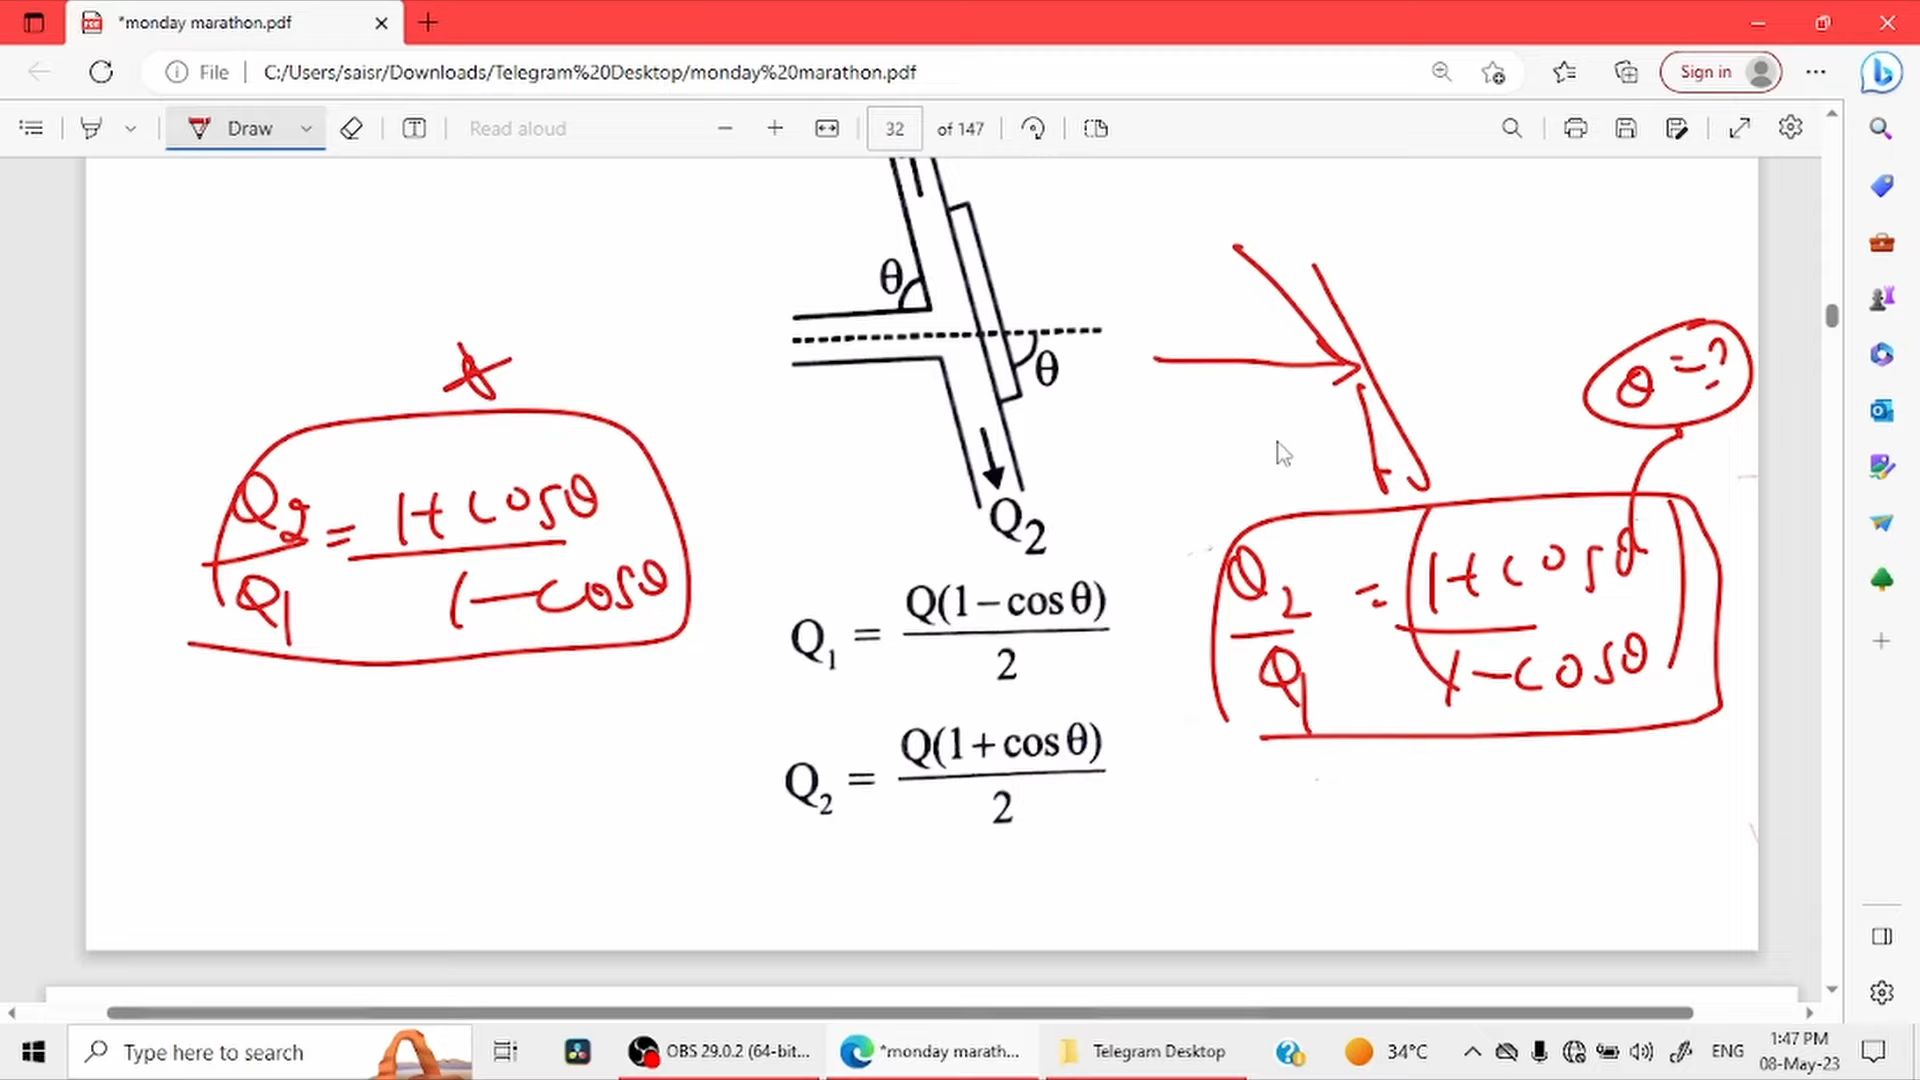 *monday marathon.pdf
File
C:/Users/saisr/Downloads/Telegram%20Desktop/monday%20marathon.pdf
Sign in
Draw
Read aloud
32
of 147
θ
θ
θ = ?
Q2/Q1 = 1+cosθ/1-cosθ
Q₂
Q2/Q1 = (1+cosθ/1-cosθ)
Q₁ = Q(1−cosθ)/2
Q₂ = Q(1+cosθ)/2
Type here to search
OBS 29.0.2 (64-bit...
*monday marath...
Telegram Desktop
34°C
ENG
1:47 PM
08-May-23